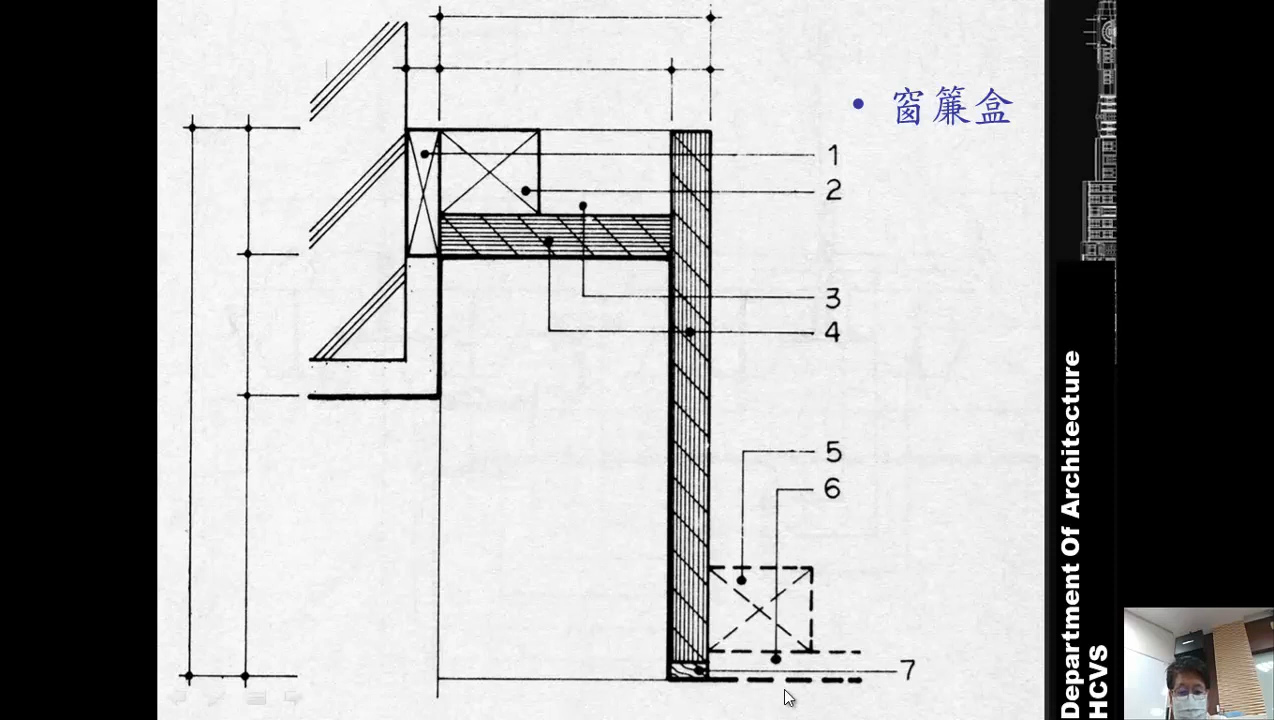 • 窗簾盒
1
2
3
4
5
6
7
Department Of Architecture
HCVS